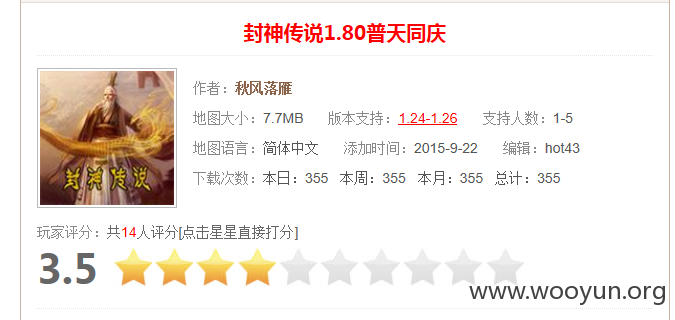 封神传说1.80普天同庆
封神传说
作者：秋风落雁
地图大小：7.7MB 版本支持：1.24-1.26 支持人数：1-5
地图语言：简体中文 添加时间：2015-9-22 编辑：hot43
下载次数：本日：355 本周：355 本月：355 总计：355
玩家评分：共14人评分[点击星星直接打分]
3.5
www.wooyun.org